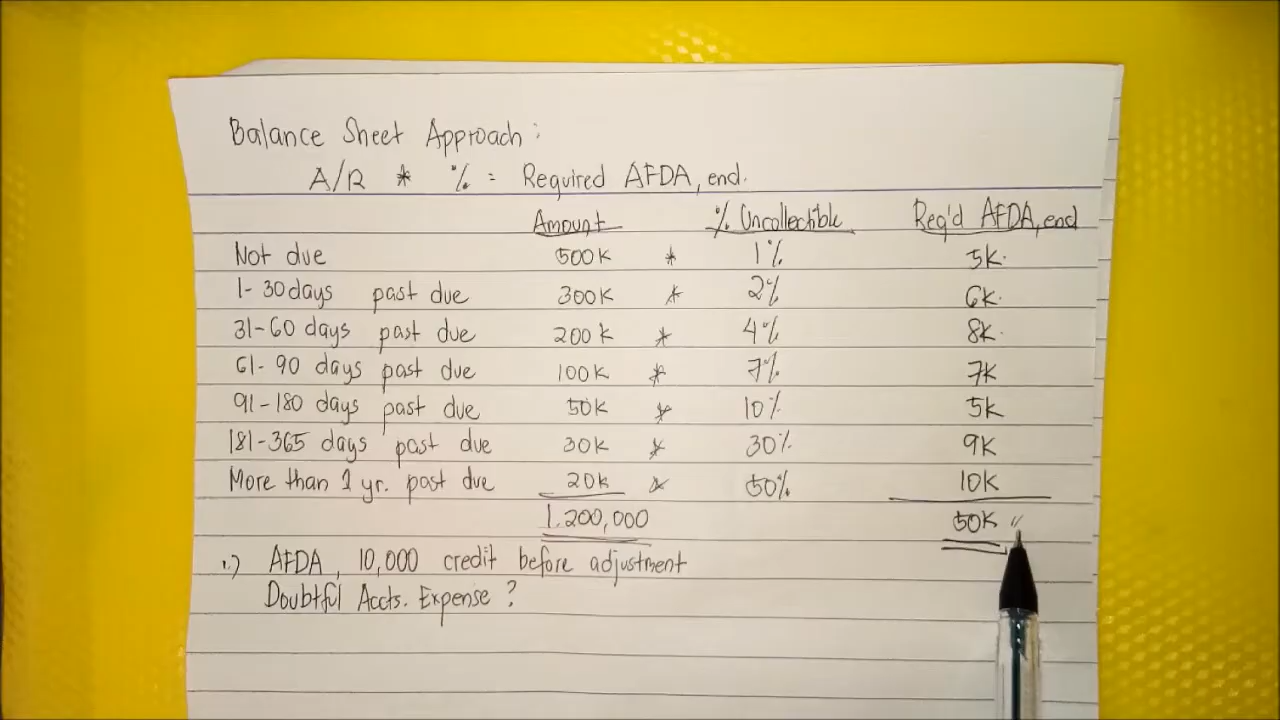 Balance Sheet Approach:
A/R * % = Required AFDA, end.
Amount % Uncollectible Req'd AFDA, end
Not due 500K * 1% 5K.
1-30 days past due 300K * 2% 6K.
31-60 days past due 200K * 4% 8K.
61-90 days past due 100K * 7% 7K
91-180 days past due 50K * 10% 5K
181-365 days past due 30K * 30% 9K
More than 1 yr. past due 20K * 50% 10K
1.200,000 50K //
1.) AFDA, 10,000 credit before adjustment
Doubtful Accts. Expense ?